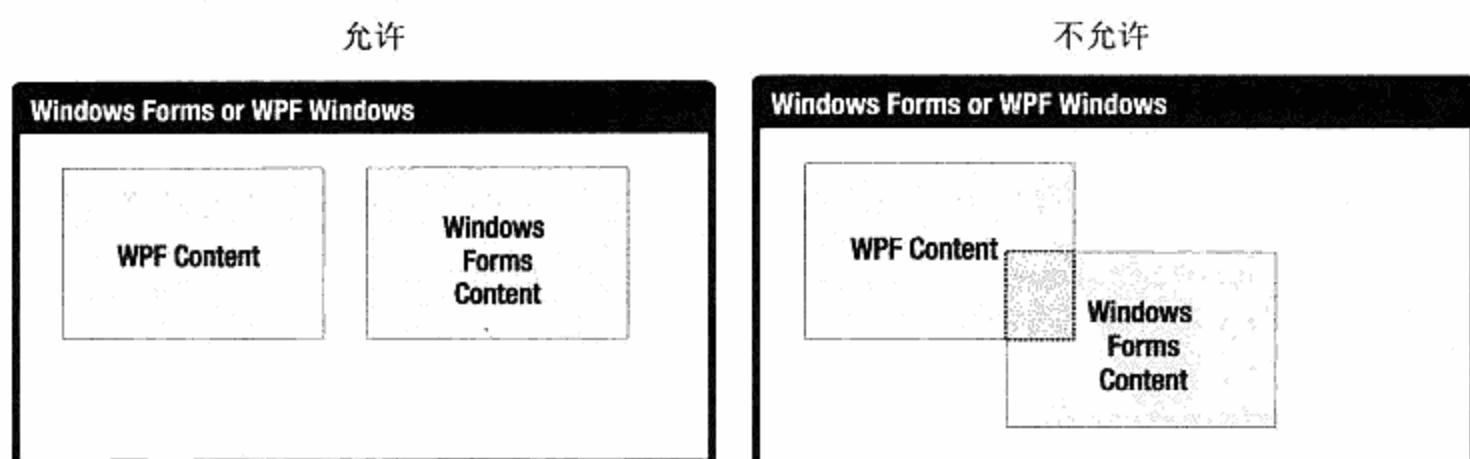 允许
Windows Forms or WPF Windows
WPF Content
Windows
Forms
Content
不允许
Windows Forms or WPF Windows
WPF Content
Windows
Forms
Content